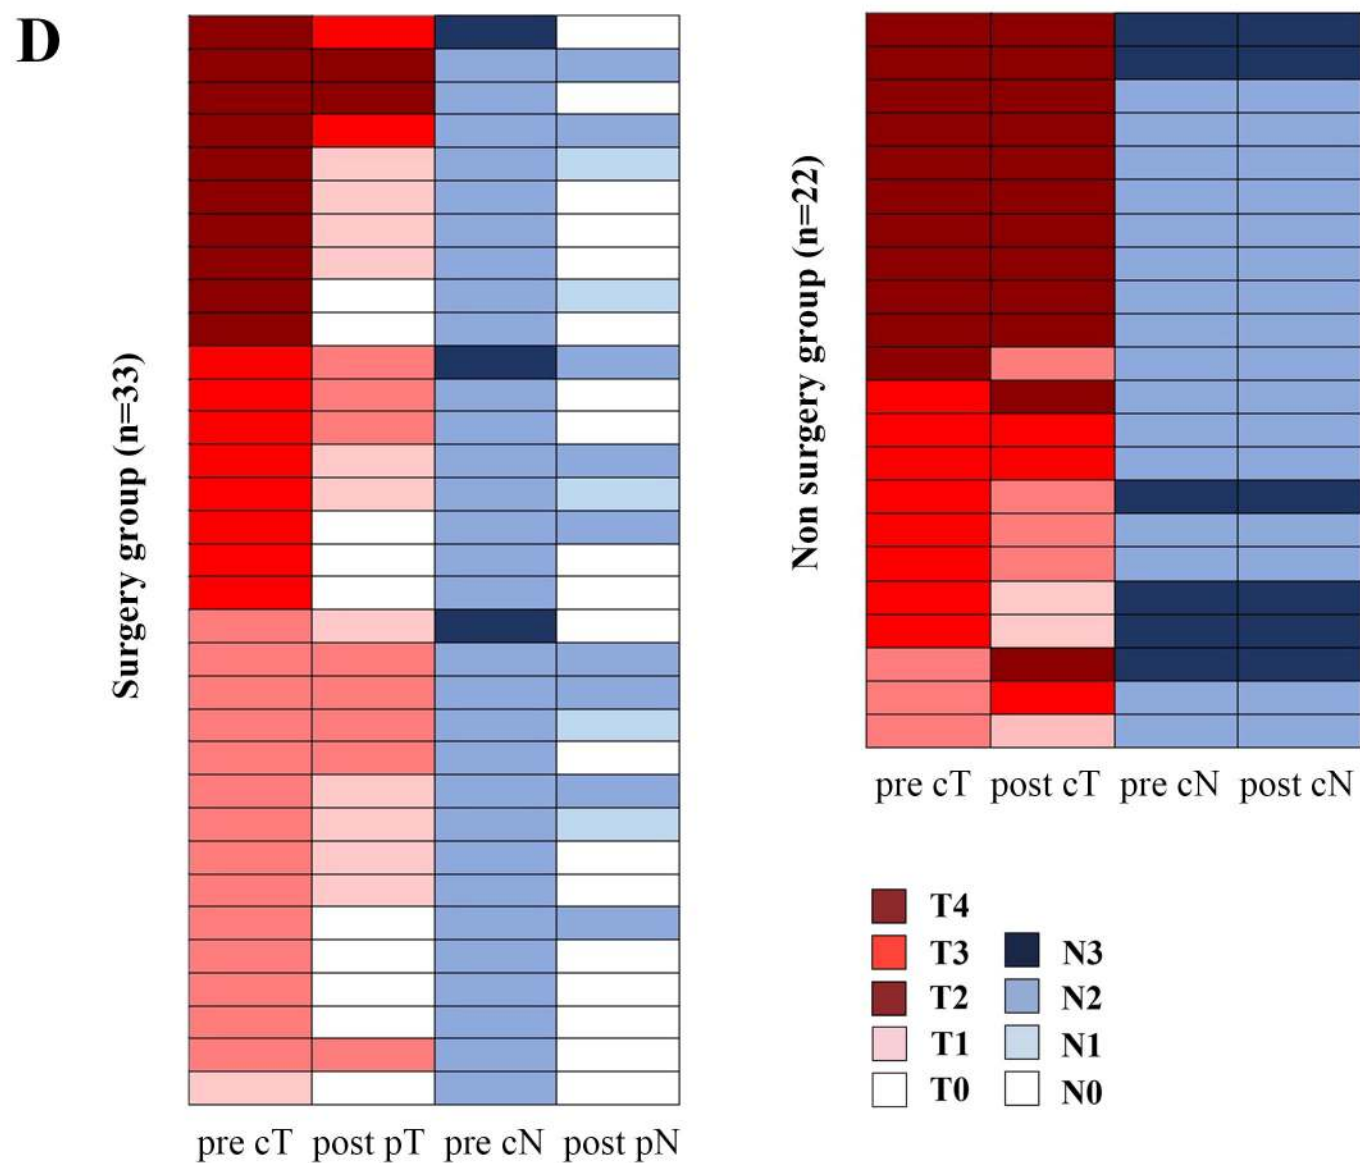 D
Surgery group (n=33)
pre cT post pT pre cN post pN
Non surgery group (n=22)
pre cT post cT pre cN post cN
T4
T3 N3
T2 N2
T1 N1
T0 N0